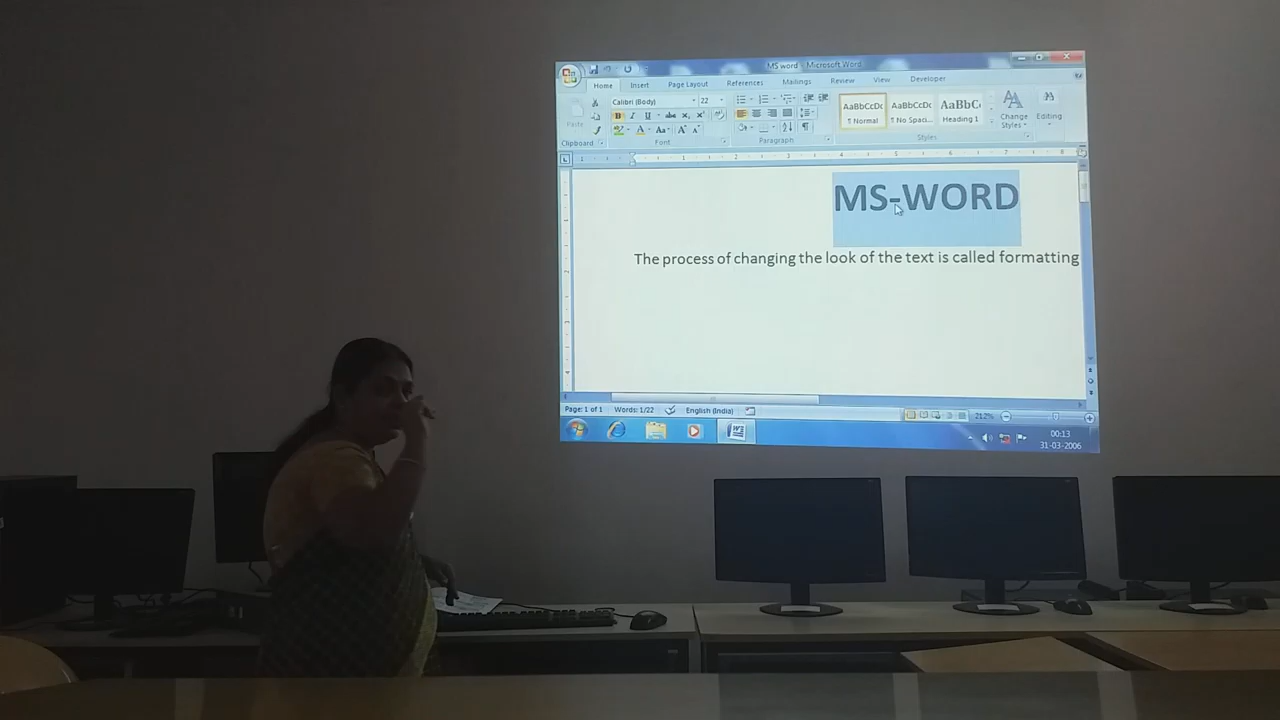 MS word - Microsoft Word
Home Insert Page Layout References Mailings Review View Developer
Calibri (Body) 22
AaBbCcDc AaBbCcDc AaBbC
¶ Normal ¶ No Spaci... Heading 1
Change Styles
Editing
Paste
Clipboard Font Paragraph Styles
MS-WORD
The process of changing the look of the text is called formatting
Page: 1 of 1 Words: 1/22 English (India) 212%
00:13
31-03-2006